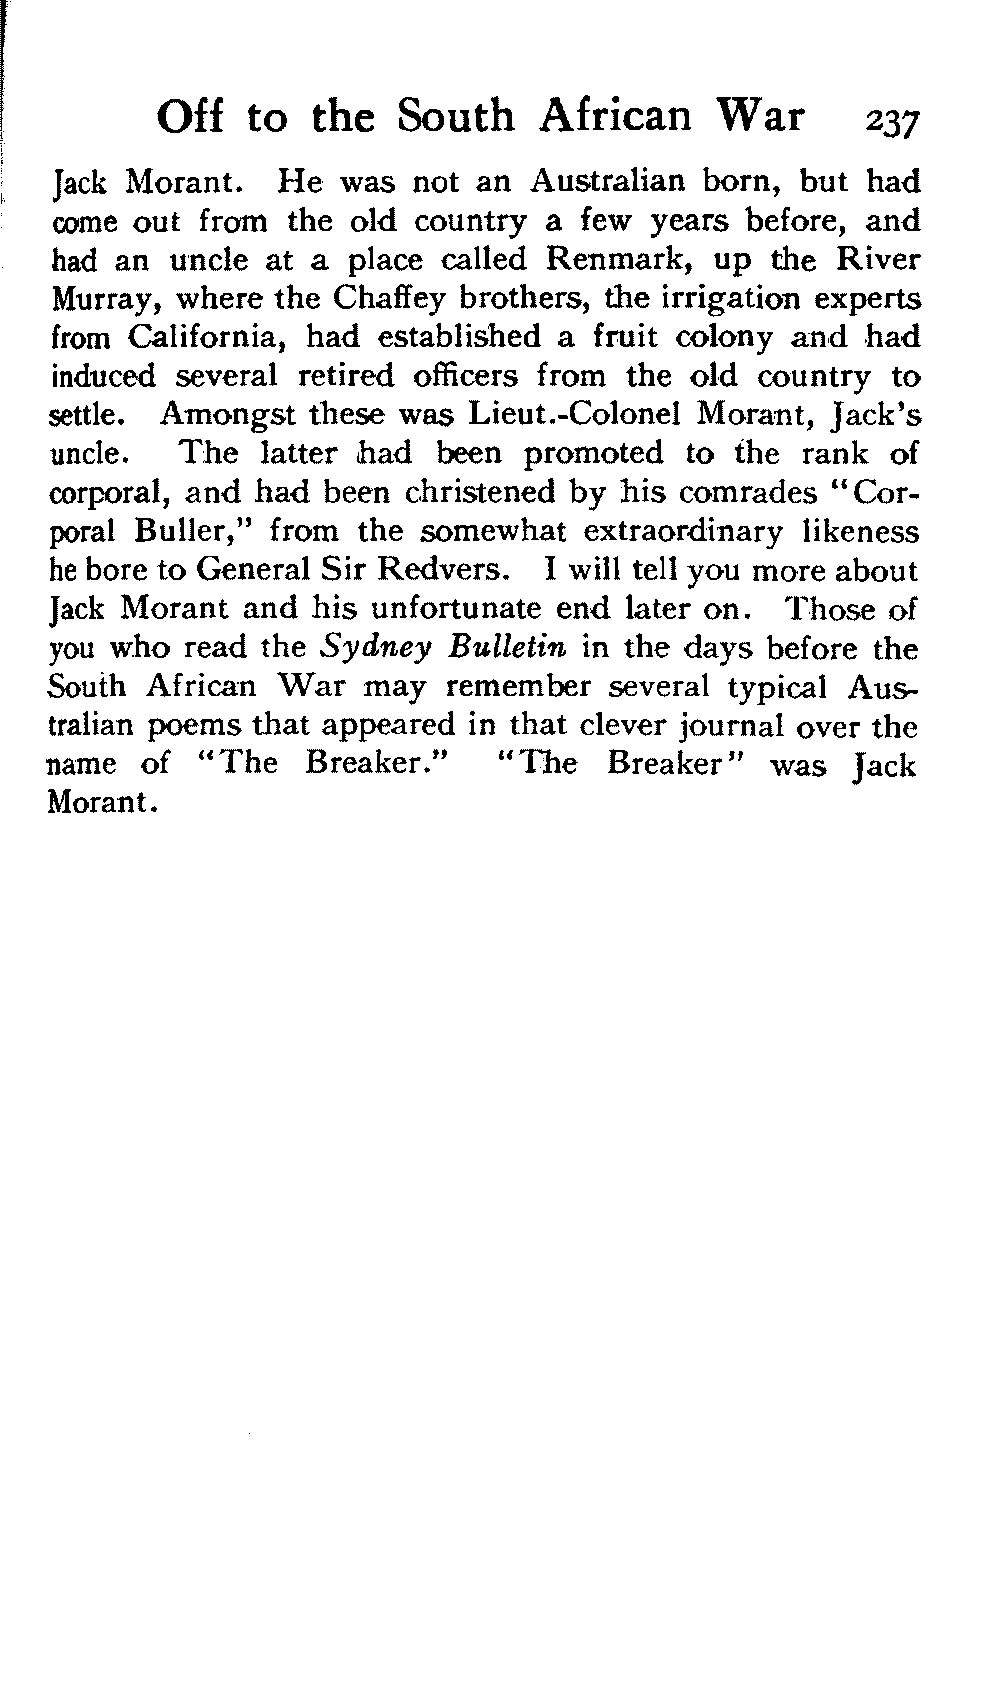 Off to the South African War 237
Jack Morant. He was not an Australian born, but had
come out from the old country a few years before, and
had an uncle at a place called Renmark, up the River
Murray, where the Chaffey brothers, the irrigation experts
from California, had established a fruit colony and had
induced several retired officers from the old country to
settle. Amongst these was Lieut.-Colonel Morant, Jack's
uncle. The latter had been promoted to the rank of
corporal, and had been christened by his comrades "Cor-
poral Buller," from the somewhat extraordinary likeness
he bore to General Sir Redvers. I will tell you more about
Jack Morant and his unfortunate end later on. Those of
you who read the Sydney Bulletin in the days before the
South African War may remember several typical Aus-
tralian poems that appeared in that clever journal over the
name of "The Breaker." "The Breaker" was Jack
Morant.